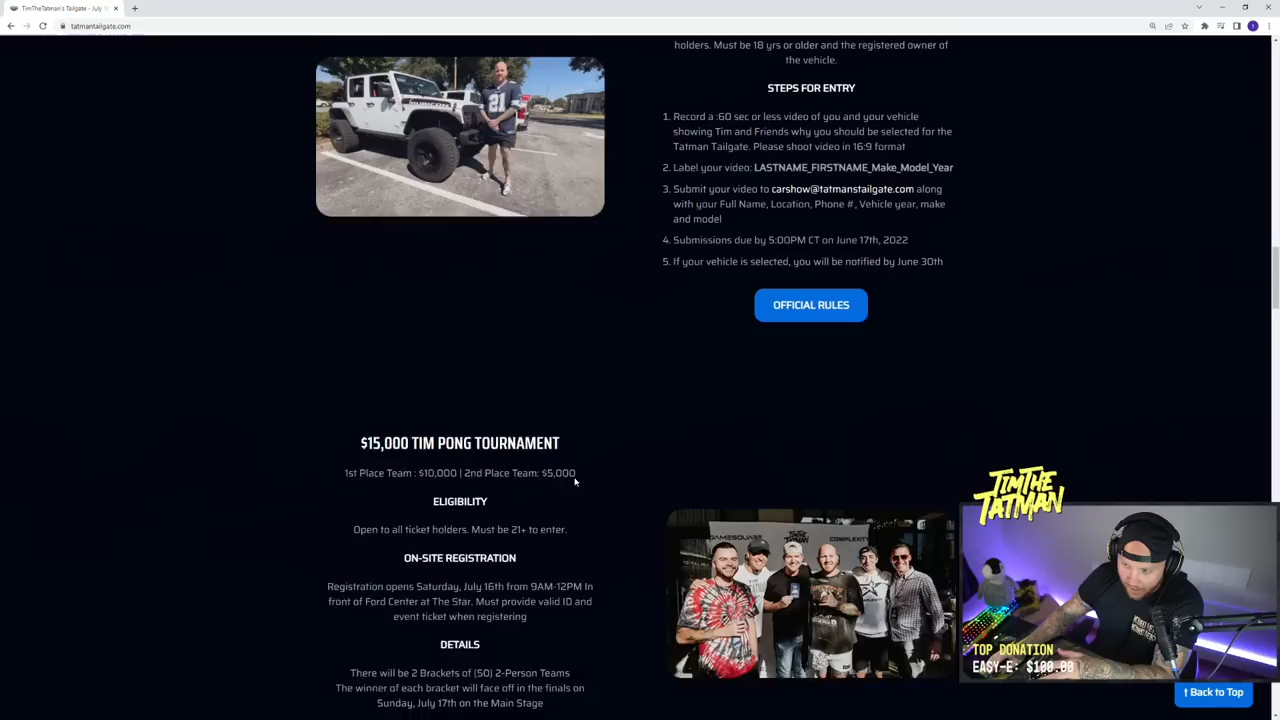 TimTheTatman's Tailgate - July 1
tatmantailgate.com
holders. Must be 18 yrs or older and the registered owner of
the vehicle.
STEPS FOR ENTRY
1. Record a :60 sec or less video of you and your vehicle
showing Tim and Friends why you should be selected for the
Tatman Tailgate. Please shoot video in 16:9 format
2. Label your video: LASTNAME_FIRSTNAME_Make_Model_Year
3. Submit your video to carshow@tatmanstailgate.com along
with your Full Name, Location, Phone #, Vehicle year, make
and model
4. Submissions due by 5:00PM CT on June 17th, 2022
5. If your vehicle is selected, you will be notified by June 30th
OFFICIAL RULES
21
$15,000 TIM PONG TOURNAMENT
1st Place Team : $10,000 | 2nd Place Team: $5,000
ELIGIBILITY
Open to all ticket holders. Must be 21+ to enter.
ON-SITE REGISTRATION
Registration opens Saturday, July 16th from 9AM-12PM In
front of Ford Center at The Star. Must provide valid ID and
event ticket when registering
DETAILS
There will be 2 Brackets of (50) 2-Person Teams
The winner of each bracket will face off in the finals on
Sunday, July 17th on the Main Stage
GAMESQUARE
COMPLEXITY
TIMTHE
TATMAN
TOP DONATION
EASY-E: $100.00
↑ Back to Top